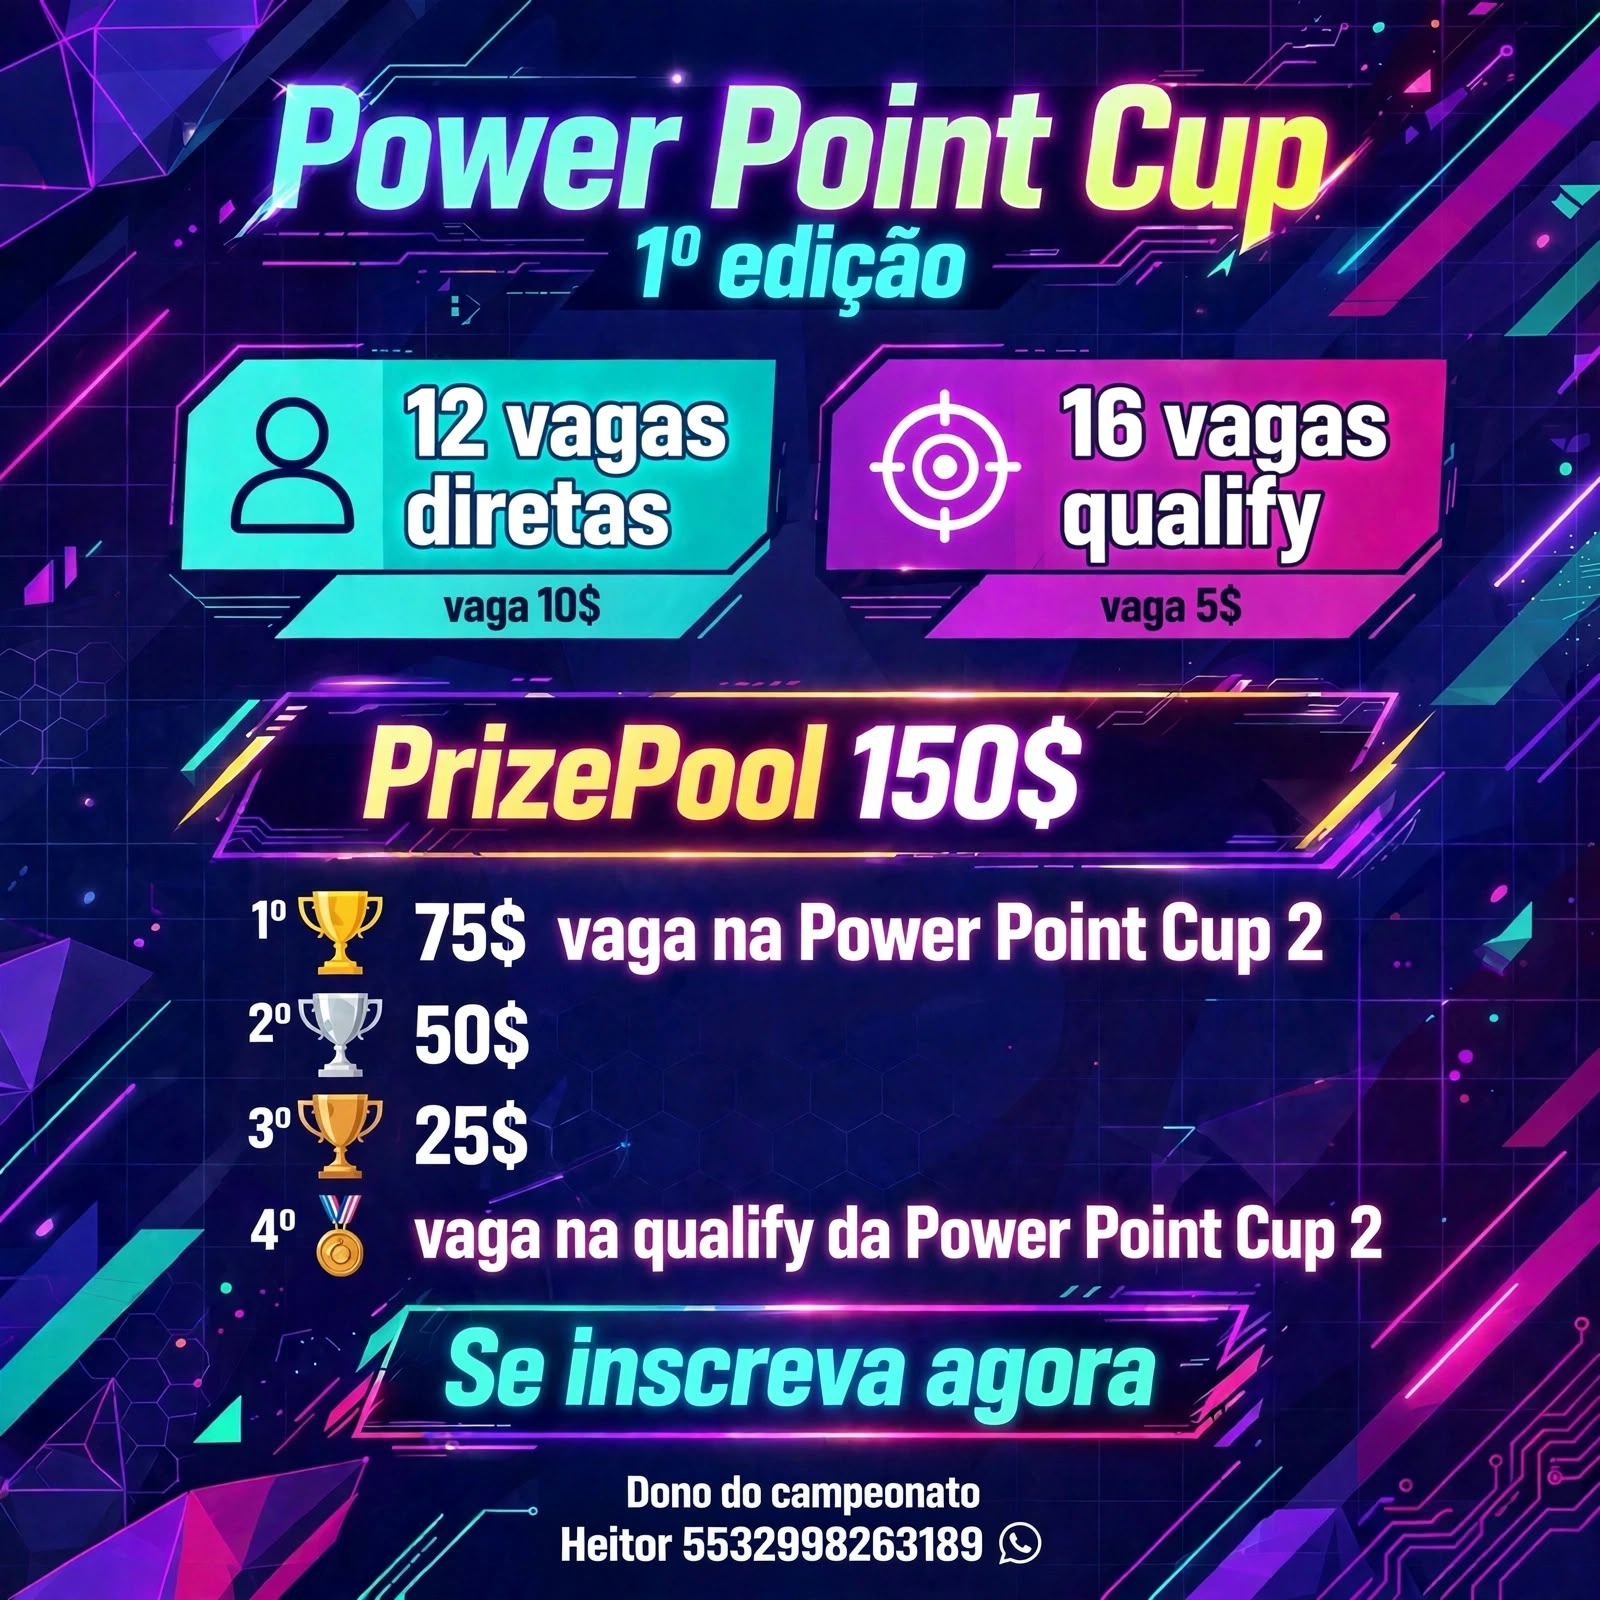 Power Point Cup
1º edição
12 vagas
diretas
vaga 10$
16 vagas
qualify
vaga 5$
PrizePool 150$
1º 75$ vaga na Power Point Cup 2
2º 50$
3º 25$
4º vaga na qualify da Power Point Cup 2
Se inscreva agora
Dono do campeonato
Heitor 5532998263189